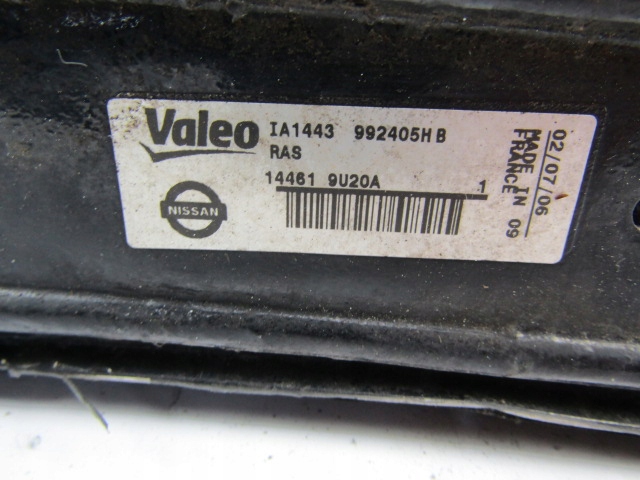 Valeo IA1443 992405H B
RAS
14461 9U20A 1
NISSAN
02/07/06
MADE IN 09
FRANCE